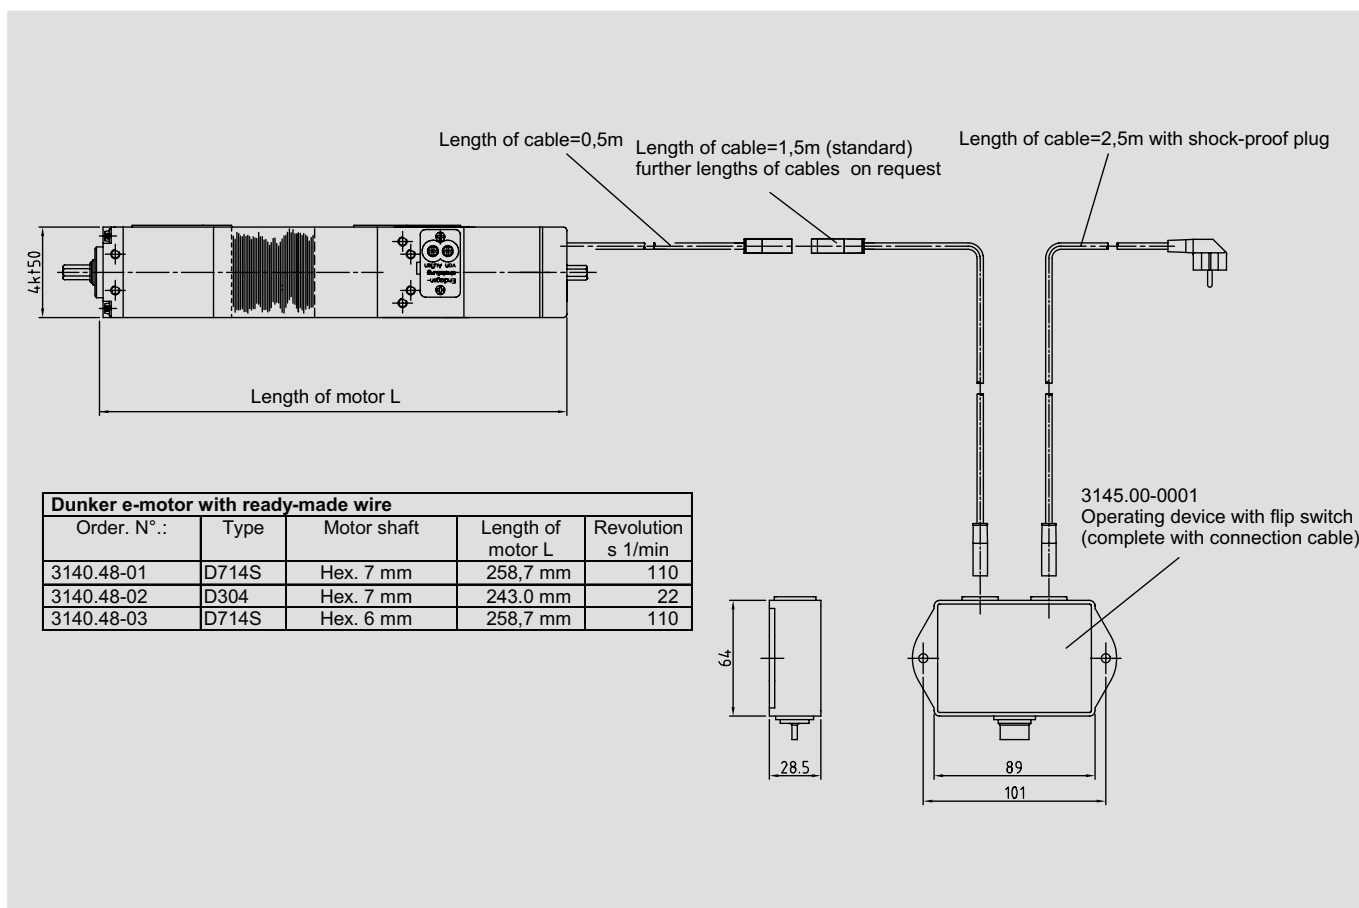 Length of cable=0,5m
Length of cable=1,5m (standard)
further lengths of cables on request
Length of cable=2,5m with shock-proof plug
4kt50
Endlagen-
abstellung
von Außen
Length of motor L
Dunker e-motor with ready-made wire
Order. N°.: Type Motor shaft Length of motor L Revolution s 1/min
3140.48-01 D714S Hex. 7 mm 258,7 mm 110
3140.48-02 D304 Hex. 7 mm 243.0 mm 22
3140.48-03 D714S Hex. 6 mm 258,7 mm 110
3145.00-0001
Operating device with flip switch
(complete with connection cable)
64
28.5
89
101